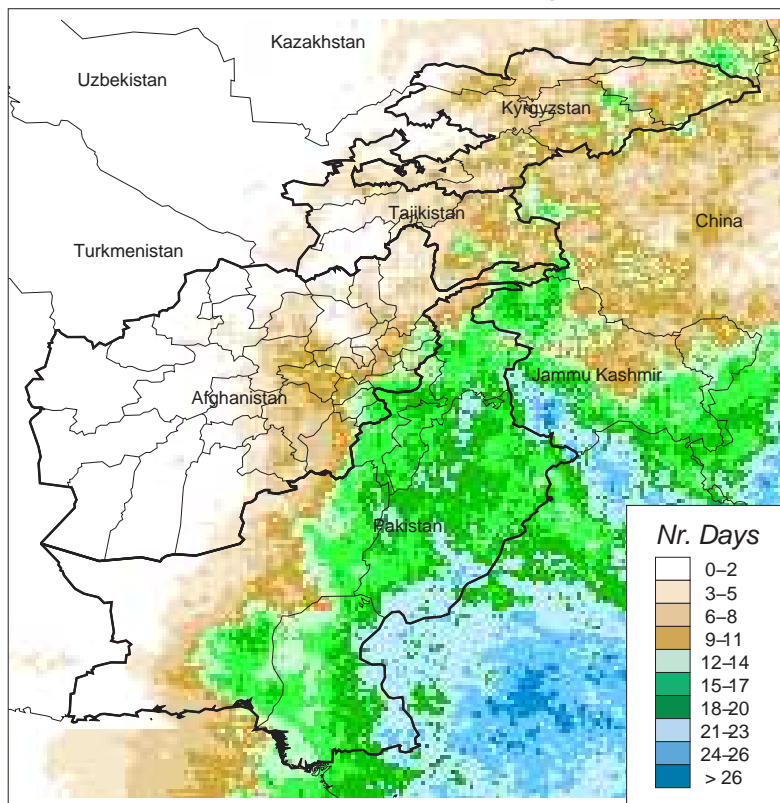 Kazakhstan
Uzbekistan
Kyrgyzstan
Tajikistan
China
Turkmenistan
Jammu Kashmir
Afghanistan
Pakistan
Nr. Days
0–2
3–5
6–8
9–11
12–14
15–17
18–20
21–23
24–26
> 26